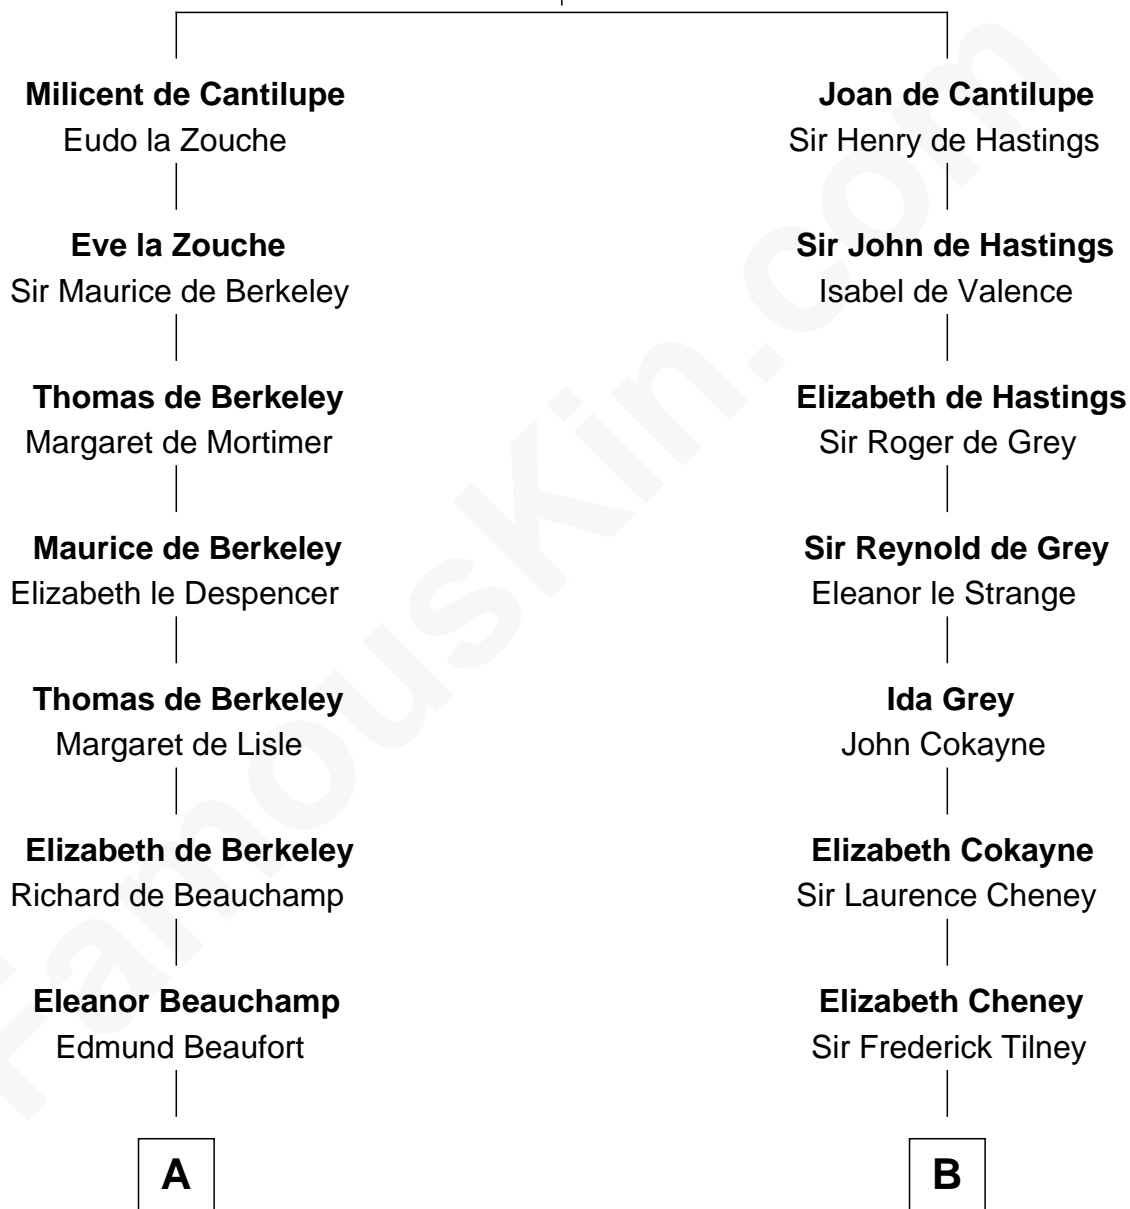 Milicent de Cantilupe
Eudo la Zouche
Eve la Zouche
Sir Maurice de Berkeley
Thomas de Berkeley
Margaret de Mortimer
Maurice de Berkeley
Elizabeth le Despencer
Thomas de Berkeley
Margaret de Lisle
Elizabeth de Berkeley
Richard de Beauchamp
Eleanor Beauchamp
Edmund Beaufort
A
Joan de Cantilupe
Sir Henry de Hastings
Sir John de Hastings
Isabel de Valence
Elizabeth de Hastings
Sir Roger de Grey
Sir Reynold de Grey
Eleanor le Strange
Ida Grey
John Cokayne
Elizabeth Cokayne
Sir Laurence Cheney
Elizabeth Cheney
Sir Frederick Tilney
B
FamousKin.com